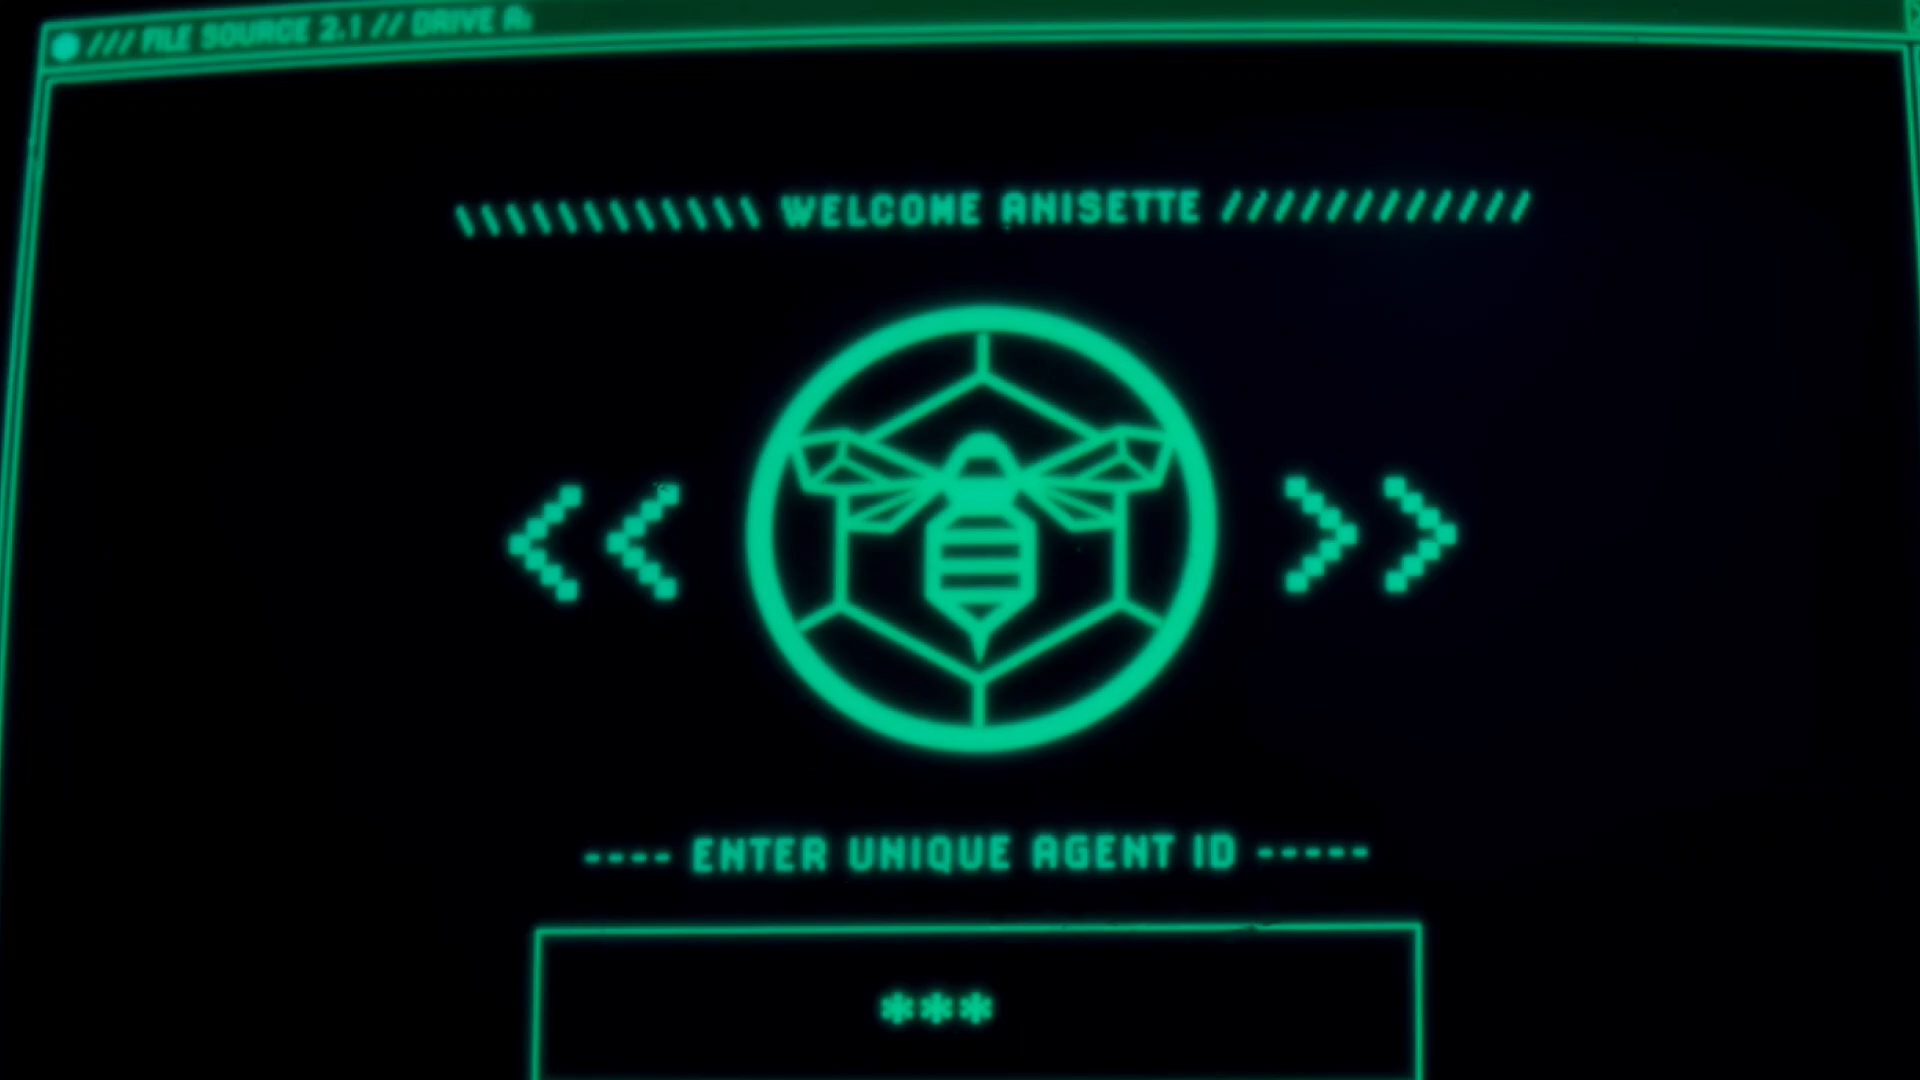 /// FILE SOURCE 2.1 // DRIVE A:
\\\\\\\\\\\\ WELCOME ANISETTE ////////////
<< >>
---- ENTER UNIQUE AGENT ID -----
***